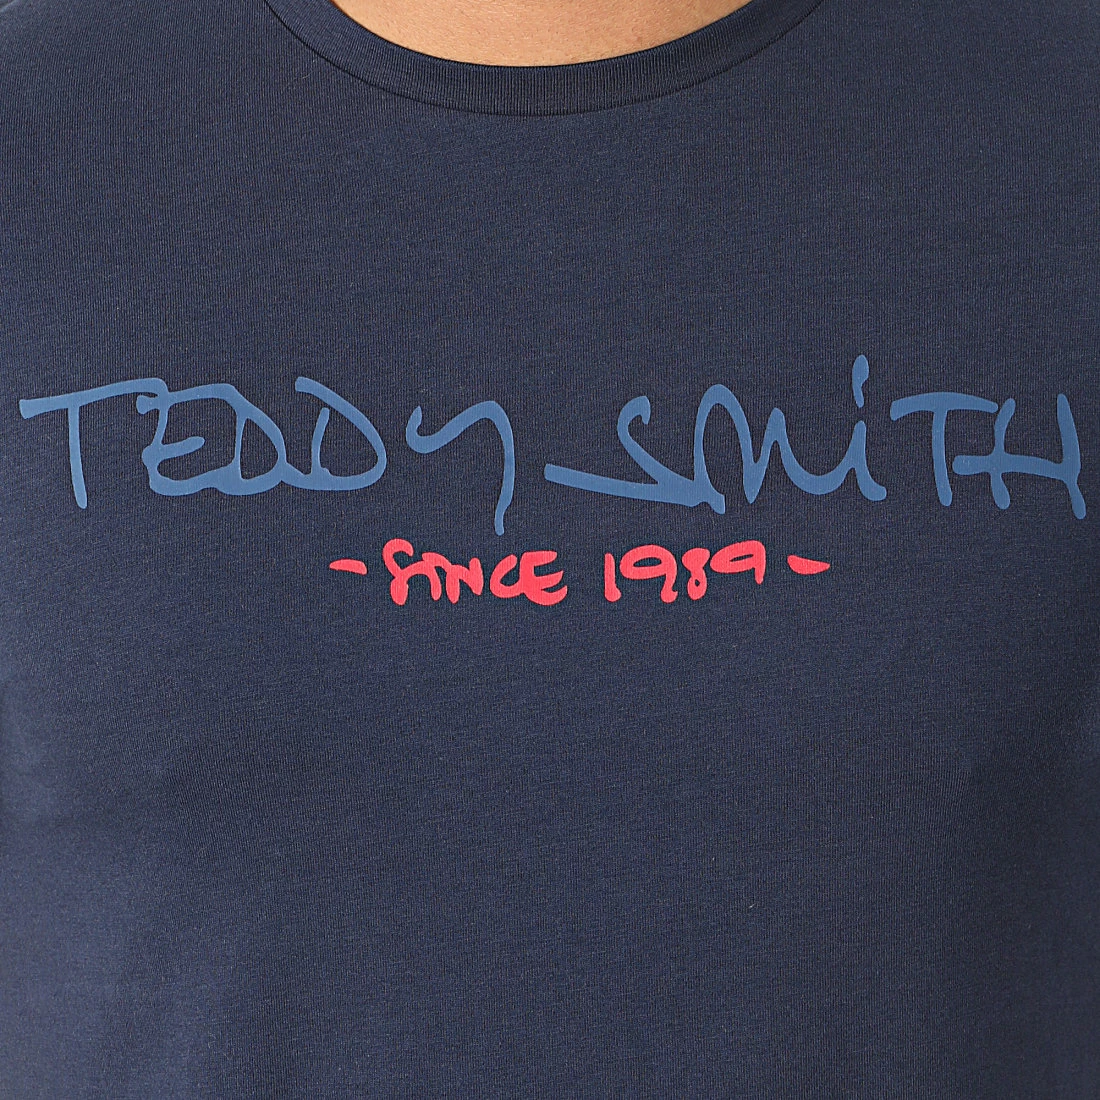 TEDDY SMiTH
- SINCE 1989 -